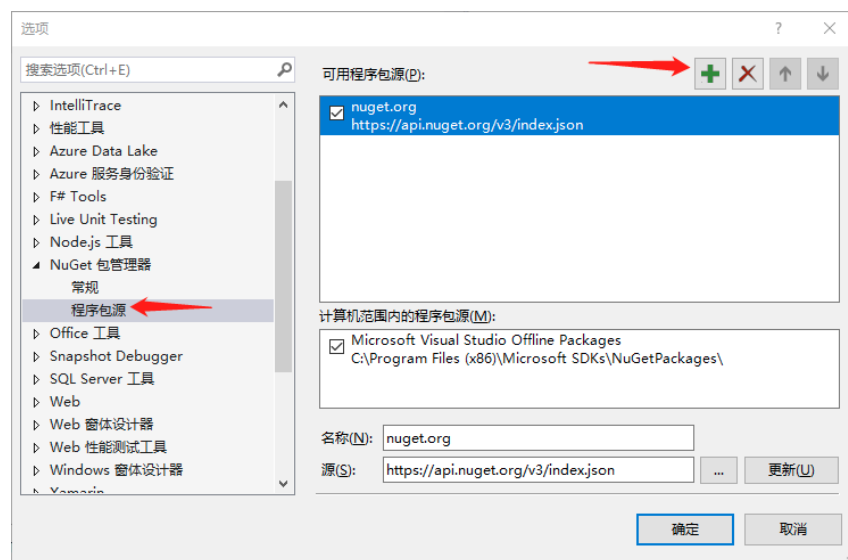 选项
搜索选项(Ctrl+E)
IntelliTrace
性能工具
Azure Data Lake
Azure 服务身份验证
F# Tools
Live Unit Testing
Node.js 工具
NuGet 包管理器
常规
程序包源
Office 工具
Snapshot Debugger
SQL Server 工具
Web
Web 窗体设计器
Web 性能测试工具
Windows 窗体设计器
Xamarin
可用程序包源(P):
nuget.org
https://api.nuget.org/v3/index.json
计算机范围内的程序包源(M):
Microsoft Visual Studio Offline Packages
C:\Program Files (x86)\Microsoft SDKs\NuGetPackages\
名称(N): nuget.org
源(S): https://api.nuget.org/v3/index.json ... 更新(U)
确定 取消